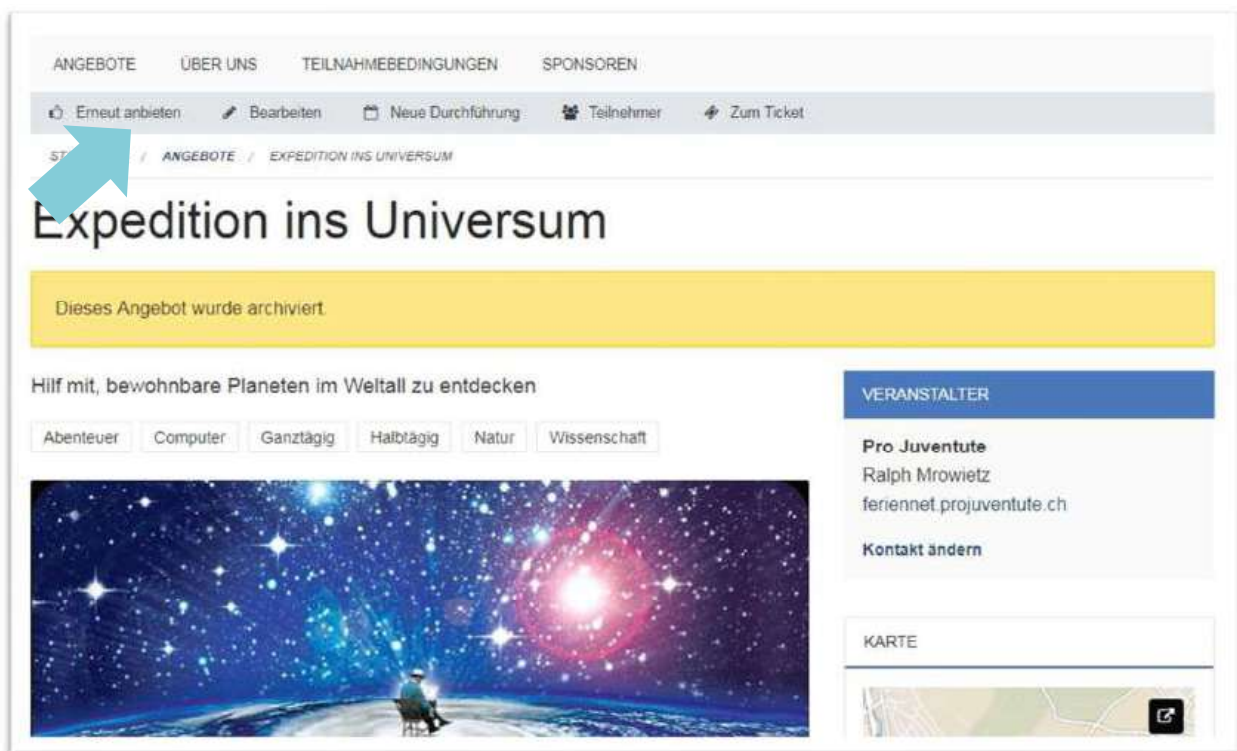 ANGEBOTE ÜBER UNS TEILNAHMEBEDINGUNGEN SPONSOREN
Erneut anbieten Bearbeiten Neue Durchführung Teilnehmer Zum Ticket
/ ANGEBOTE / EXPEDITION INS UNIVERSUM
Expedition ins Universum
Dieses Angebot wurde archiviert.
Hilf mit, bewohnbare Planeten im Weltall zu entdecken
Abenteuer Computer Ganztägig Halbtägig Natur Wissenschaft
VERANSTALTER
Pro Juventute
Ralph Mrowietz
feriennet.projuventute.ch
Kontakt ändern
KARTE